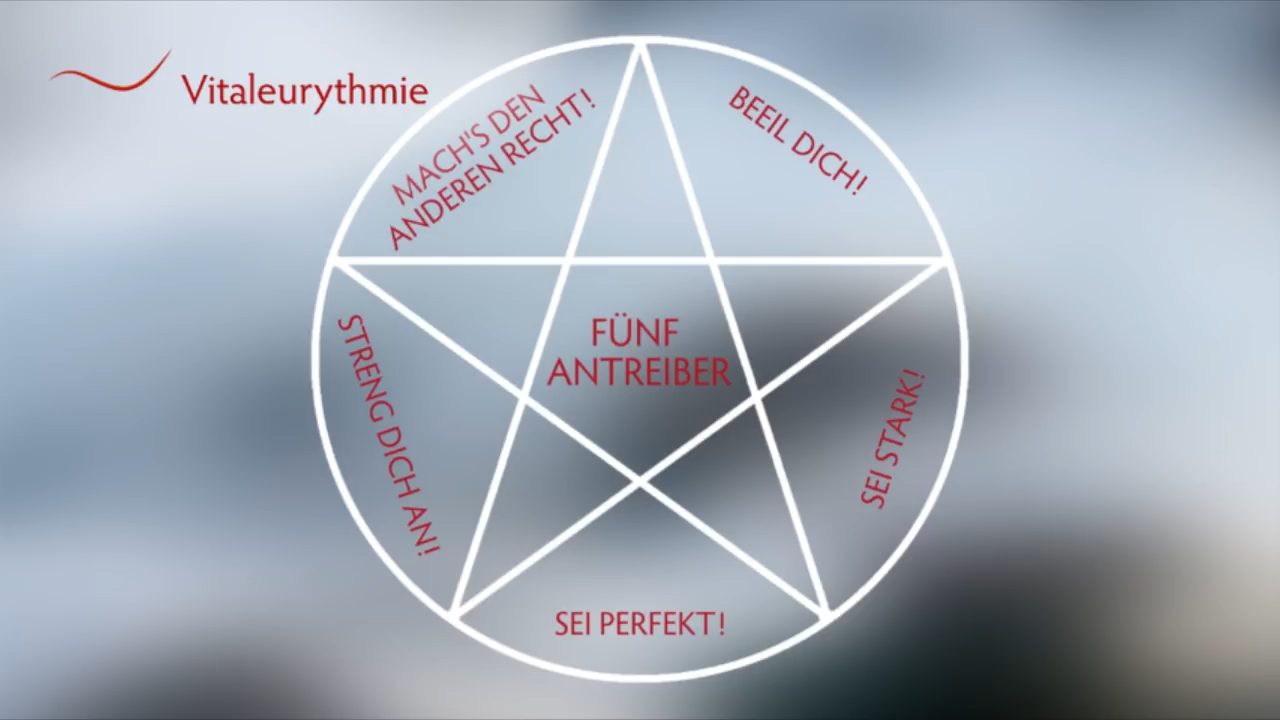 Vitaleurythmie
MACH'S DEN
ANDEREN RECHT!
BEEIL DICH!
FÜNF
ANTREIBER
STRENG DICH AN!
SEI STARK!
SEI PERFEKT!